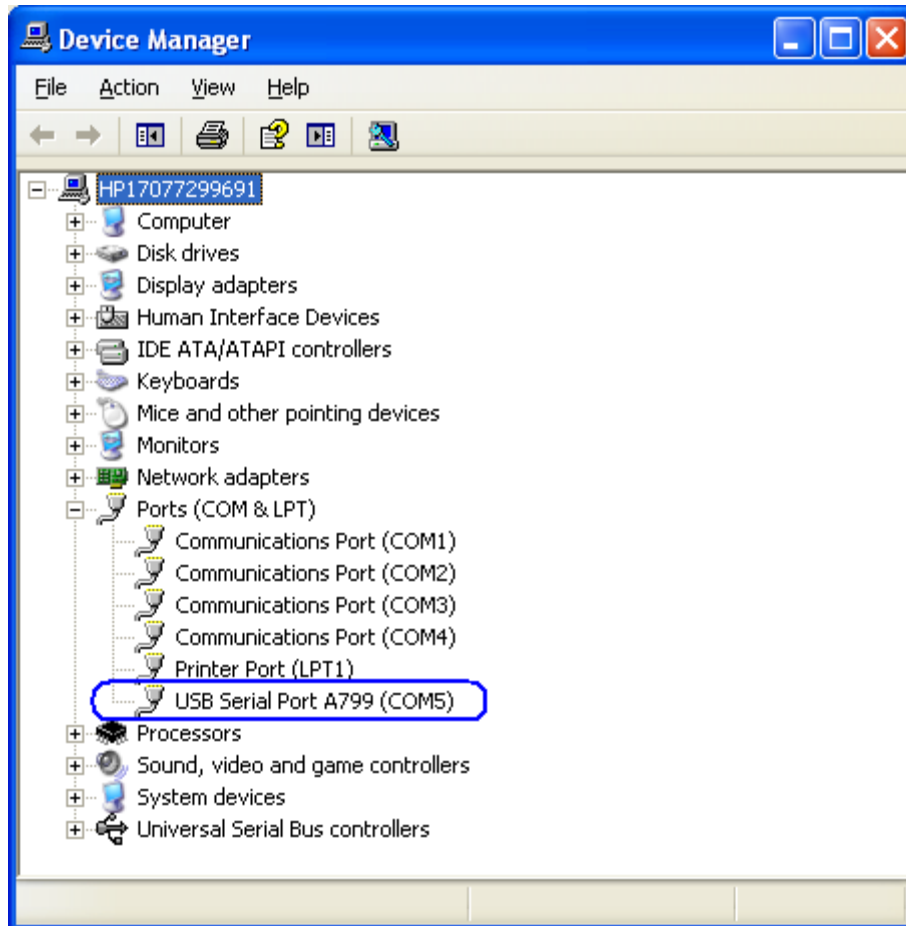 Device Manager
File Action View Help
HP17077299691
Computer
Disk drives
Display adapters
Human Interface Devices
IDE ATA/ATAPI controllers
Keyboards
Mice and other pointing devices
Monitors
Network adapters
Ports (COM & LPT)
Communications Port (COM1)
Communications Port (COM2)
Communications Port (COM3)
Communications Port (COM4)
Printer Port (LPT1)
USB Serial Port A799 (COM5)
Processors
Sound, video and game controllers
System devices
Universal Serial Bus controllers